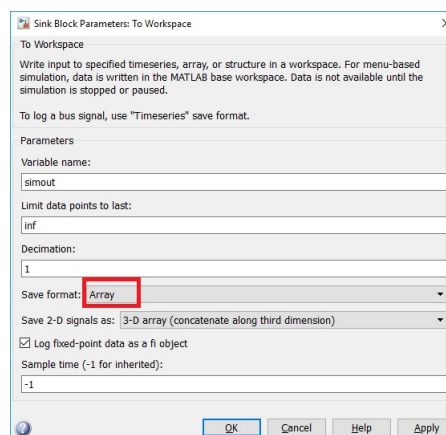 Sink Block Parameters: To Workspace
To Workspace
Write input to specified timeseries, array, or structure in a workspace. For menu-based
simulation, data is written in the MATLAB base workspace. Data is not available until the
simulation is stopped or paused.
To log a bus signal, use "Timeseries" save format.
Parameters
Variable name:
simout
Limit data points to last:
inf
Decimation:
1
Save format: Array
Save 2-D signals as: 3-D array (concatenate along third dimension)
Log fixed-point data as a fi object
Sample time (-1 for inherited):
-1
OK Cancel Help Apply